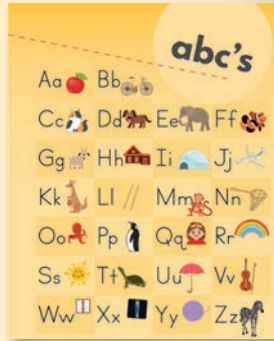 abc's
Aa Bb
Cc Dd Ee Ff
Gg Hh Ii Jj
Kk Ll Mm Nn
Oo Pp Qq Rr
Ss Tt Uu Vv
Ww Xx Yy Zz